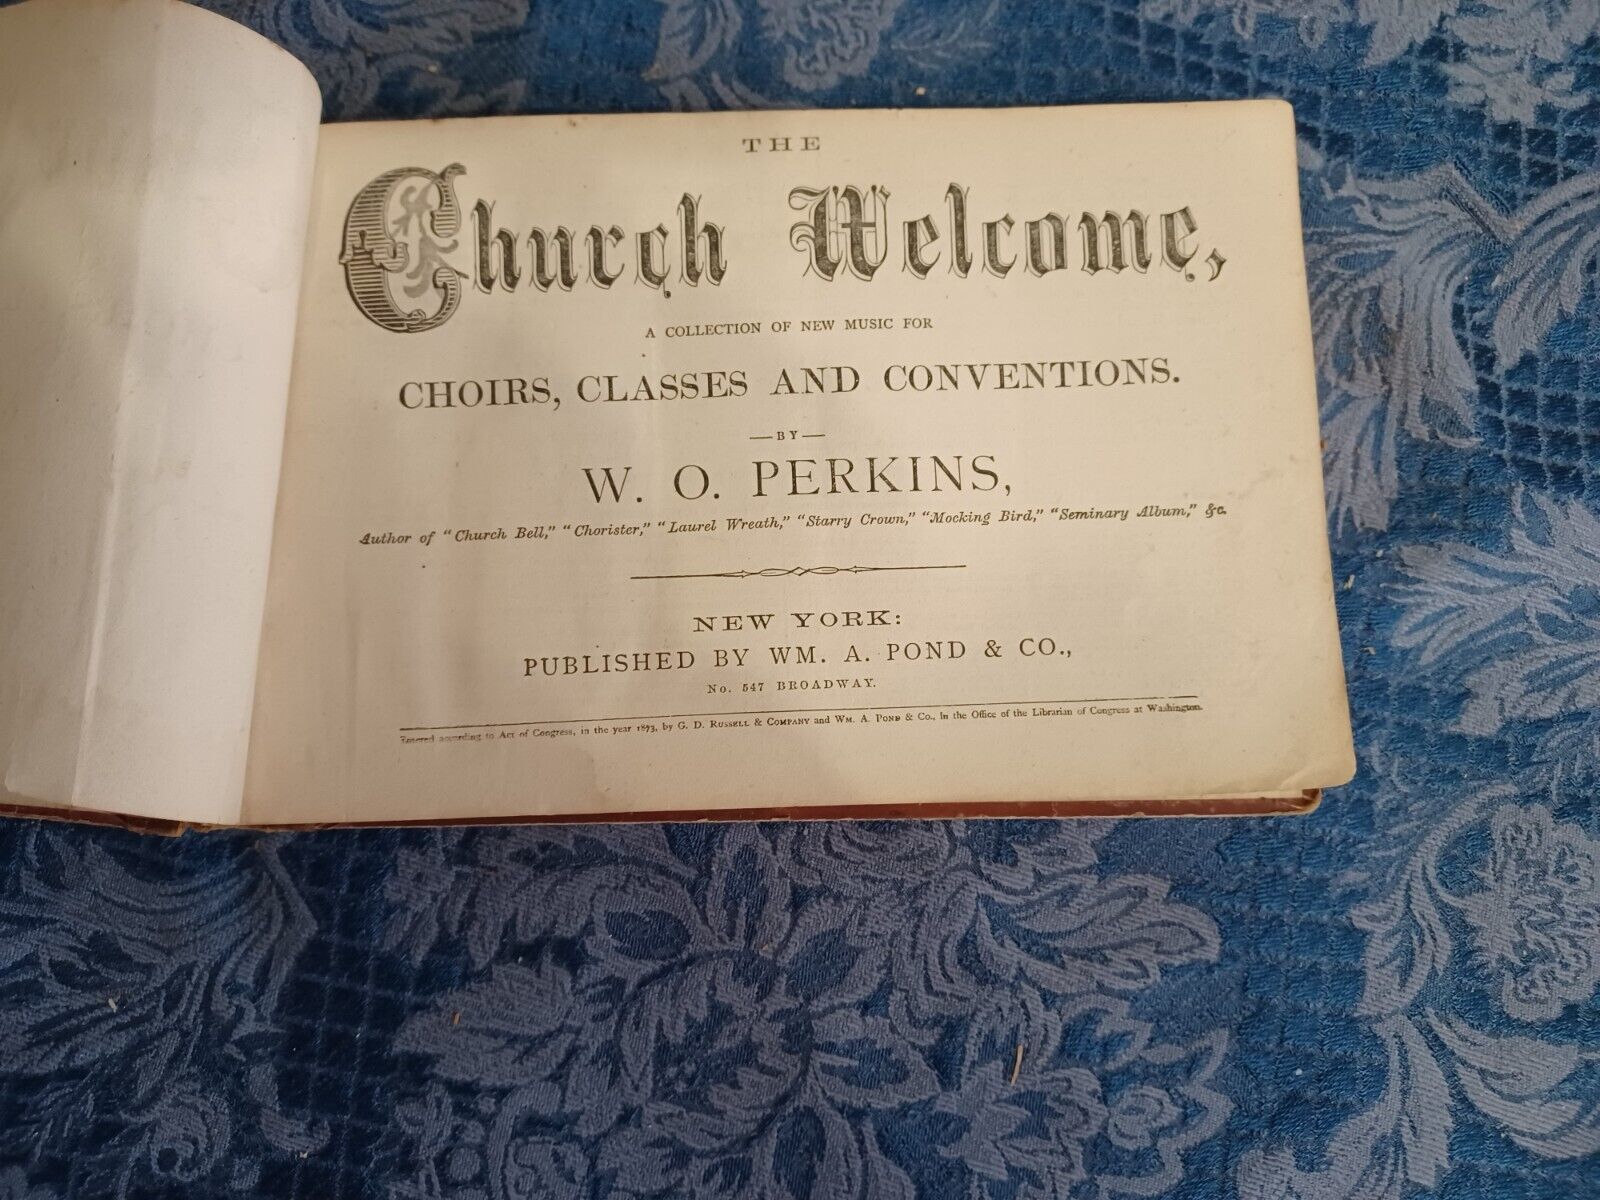 THE
Church Welcome,
A COLLECTION OF NEW MUSIC FOR
CHOIRS, CLASSES AND CONVENTIONS.
—BY—
W. O. PERKINS,
Author of "Church Bell," "Chorister," "Laurel Wreath," "Starry Crown," "Mocking Bird," "Seminary Album," &c.
NEW YORK:
PUBLISHED BY WM. A. POND & CO.,
No. 547 BROADWAY.
Entered according to Act of Congress, in the year 1873, by G. D. RUSSELL & COMPANY and WM. A. POND & Co., In the Office of the Librarian of Congress at Washington.